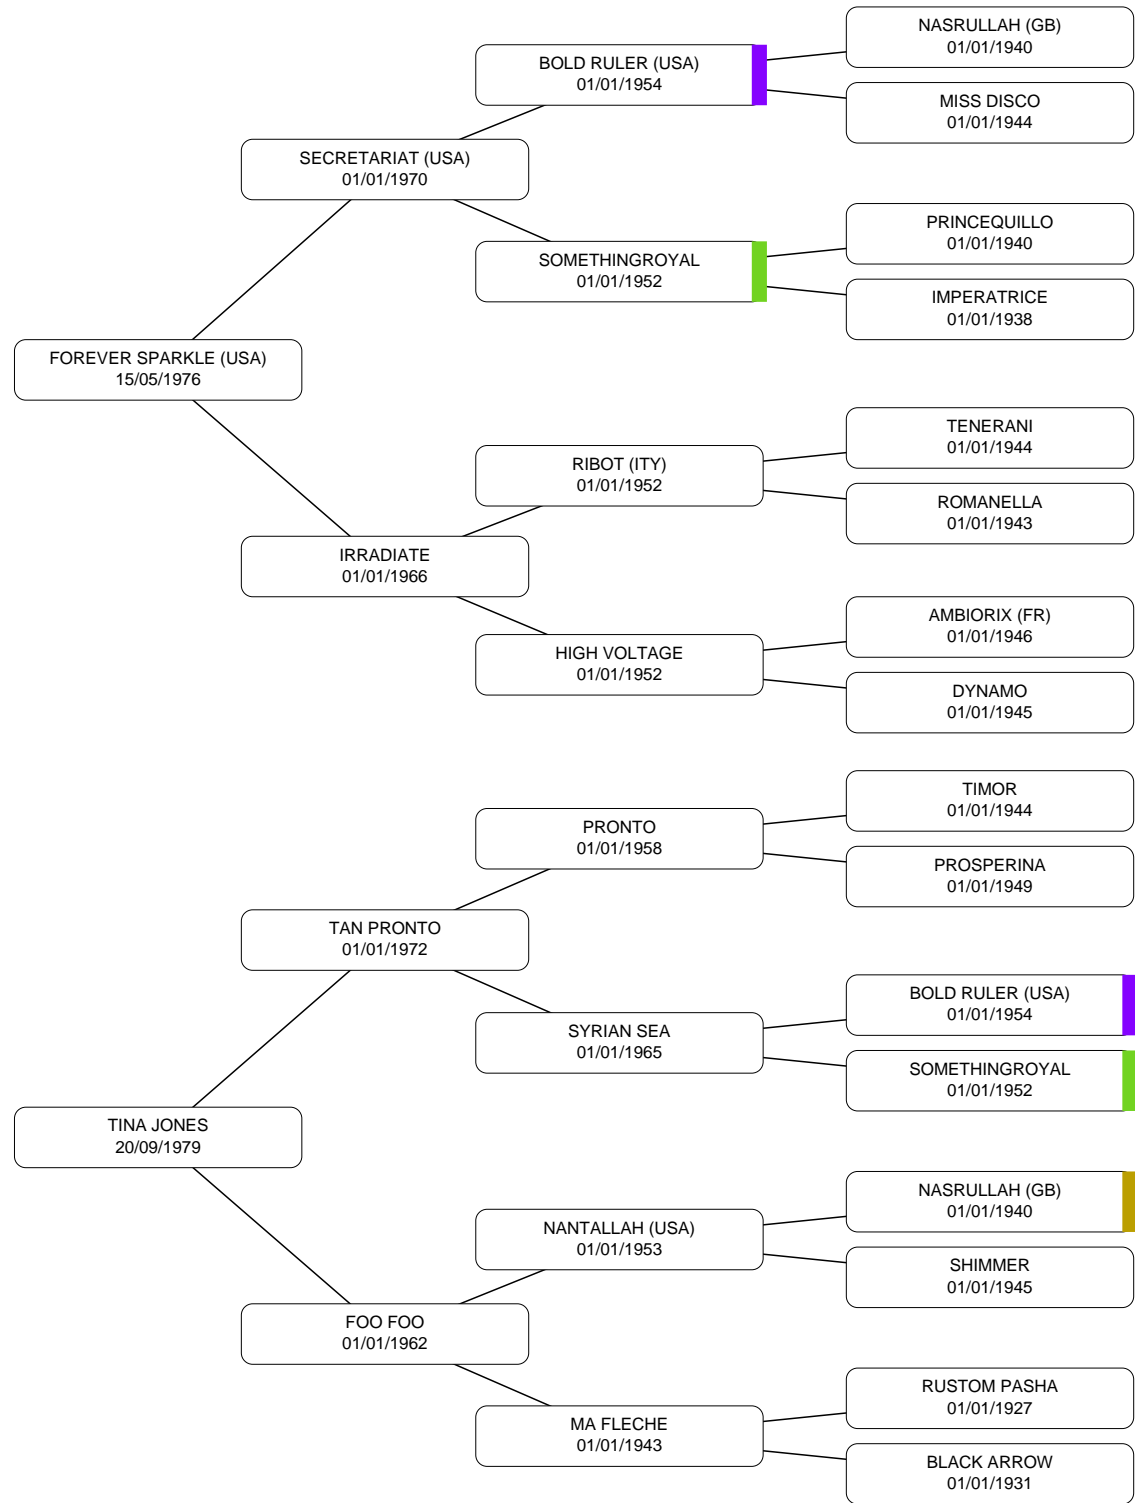 NASRULLAH (GB)
01/01/1940
BOLD RULER (USA)
01/01/1954
MISS DISCO
01/01/1944
SECRETARIAT (USA)
01/01/1970
PRINCEQUILLO
01/01/1940
SOMETHINGROYAL
01/01/1952
IMPERATRICE
01/01/1938
FOREVER SPARKLE (USA)
15/05/1976
TENERANI
01/01/1944
RIBOT (ITY)
01/01/1952
ROMANELLA
01/01/1943
IRRADIATE
01/01/1966
AMBIORIX (FR)
01/01/1946
HIGH VOLTAGE
01/01/1952
DYNAMO
01/01/1945
TIMOR
01/01/1944
PRONTO
01/01/1958
PROSPERINA
01/01/1949
TAN PRONTO
01/01/1972
BOLD RULER (USA)
01/01/1954
SYRIAN SEA
01/01/1965
SOMETHINGROYAL
01/01/1952
TINA JONES
20/09/1979
NASRULLAH (GB)
01/01/1940
NANTALLAH (USA)
01/01/1953
SHIMMER
01/01/1945
FOO FOO
01/01/1962
RUSTOM PASHA
01/01/1927
MA FLECHE
01/01/1943
BLACK ARROW
01/01/1931